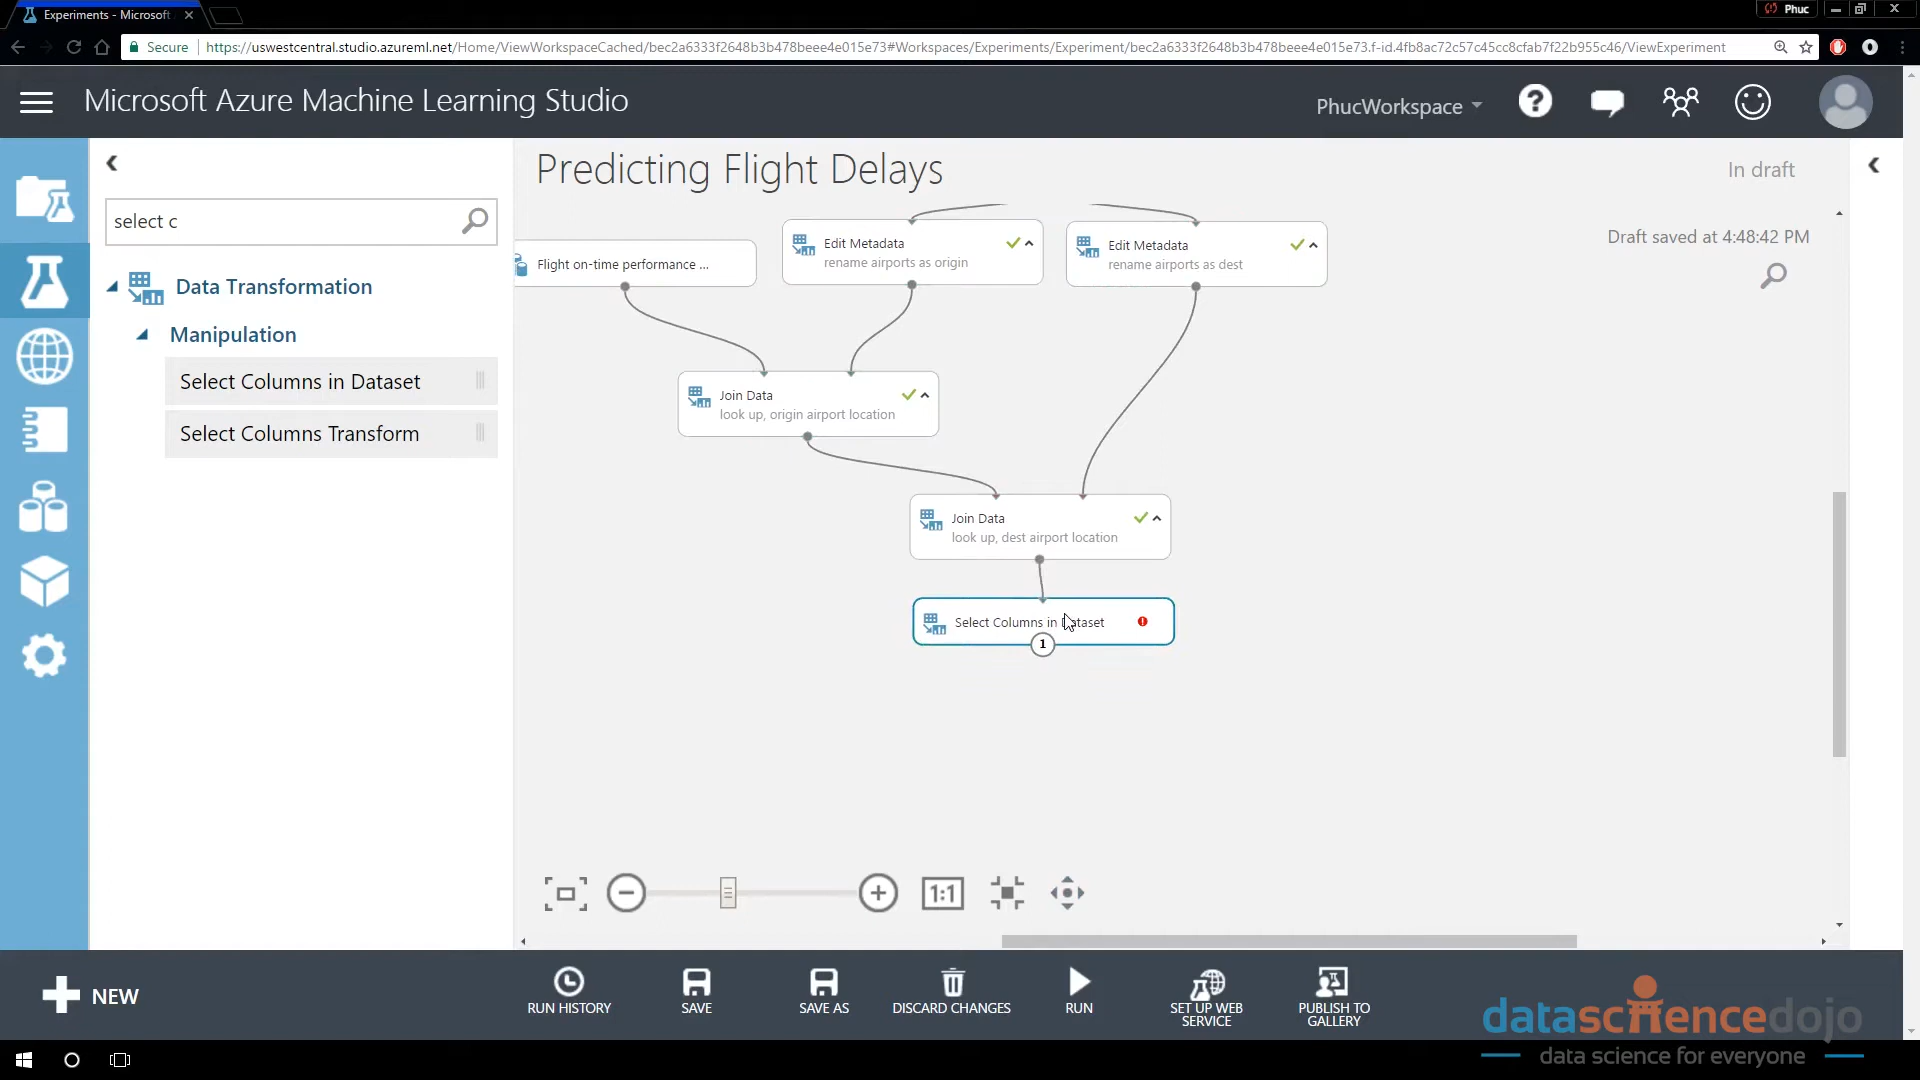 Experiments - Microsoft
Phuc
Secure
https://uswestcentral.studio.azureml.net/Home/ViewWorkspaceCached/bec2a6333f2648b3b478beee4e015e73#Workspaces/Experiments/Experiment/bec2a6333f2648b3b478beee4e015e73.f-id.4fb8ac72c57c45cc8cfab7f22b955c46/ViewExperiment
Microsoft Azure Machine Learning Studio
PhucWorkspace
Predicting Flight Delays
In draft
Draft saved at 4:48:42 PM
select c
Data Transformation
Manipulation
Select Columns in Dataset
Select Columns Transform
Flight on-time performance ...
Edit Metadata
rename airports as origin
Edit Metadata
rename airports as dest
Join Data
look up, origin airport location
Join Data
look up, dest airport location
Select Columns in Dataset
1
1:1
NEW
RUN HISTORY
SAVE
SAVE AS
DISCARD CHANGES
RUN
SET UP WEB
SERVICE
PUBLISH TO
GALLERY
datasciencedojo
data science for everyone